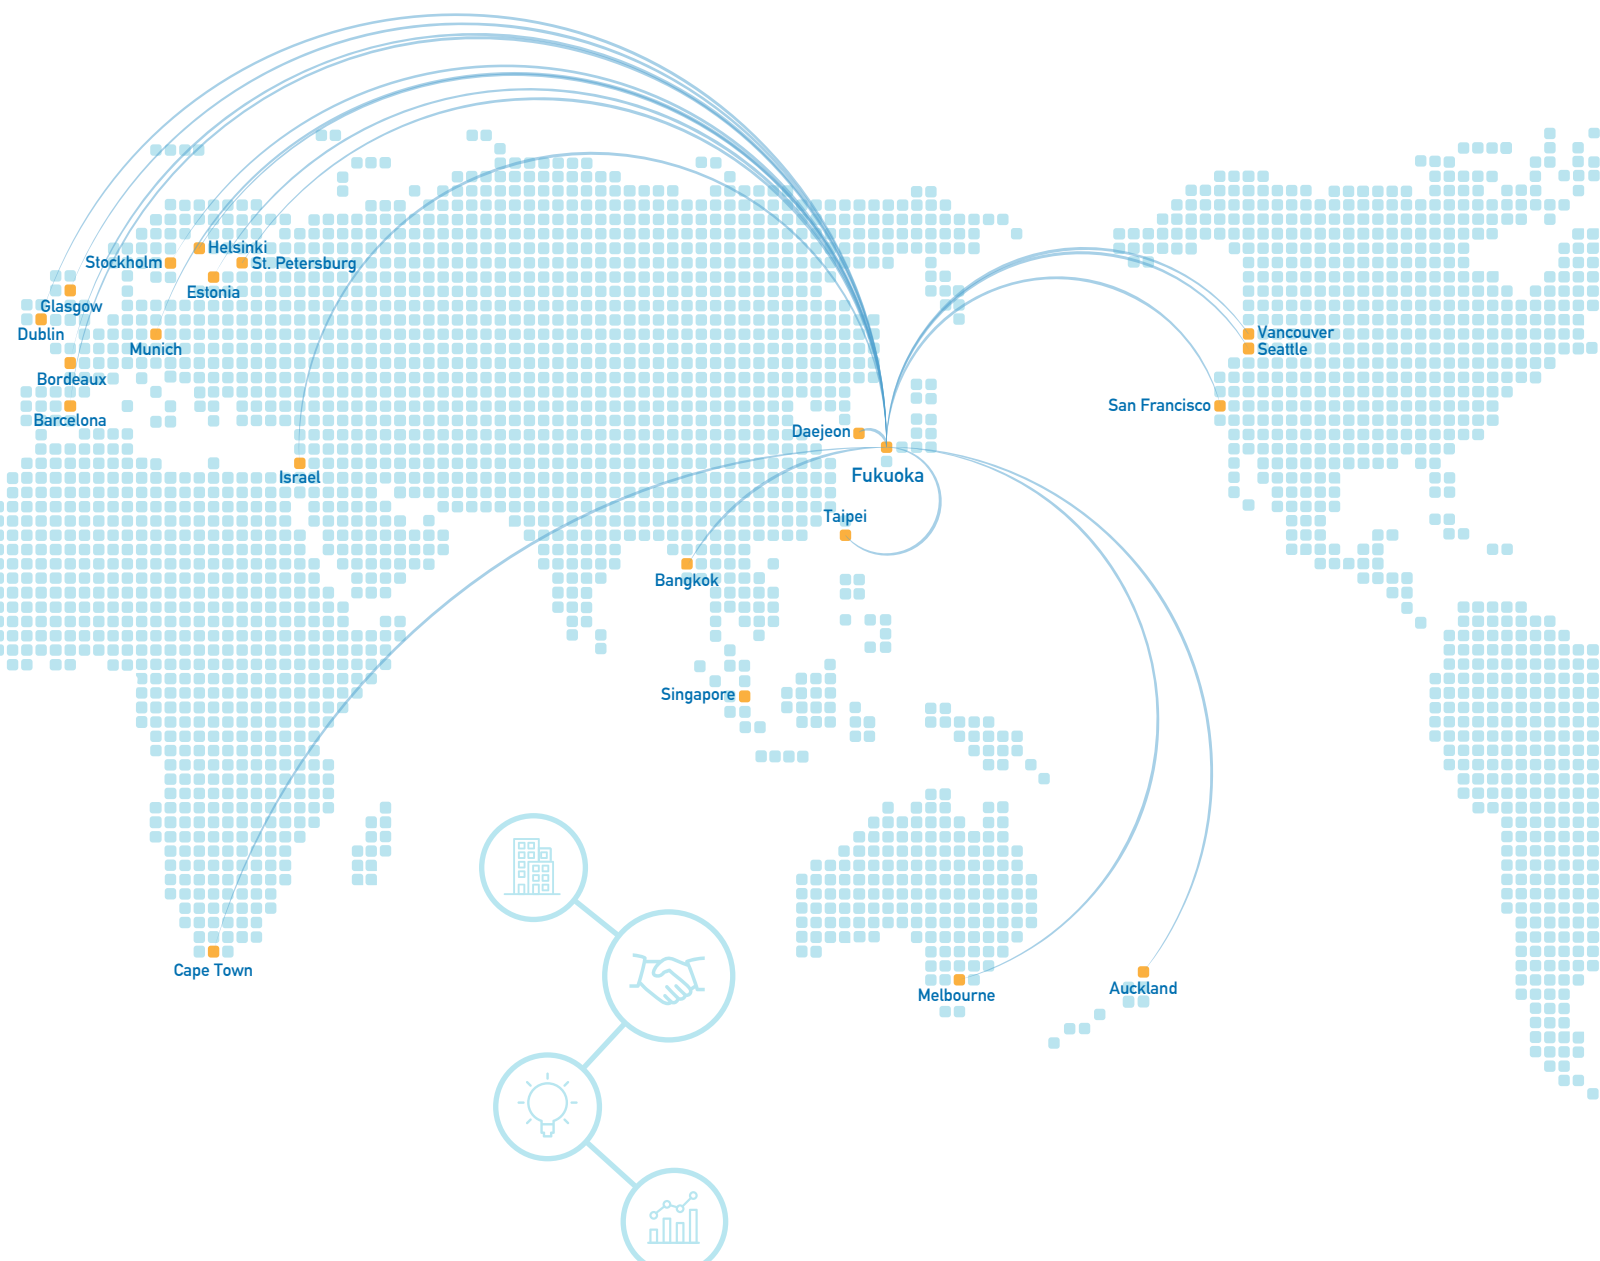 Helsinki
Stockholm
St. Petersburg
Estonia
Glasgow
Dublin
Munich
Bordeaux
Barcelona
Israel
Vancouver
Seattle
San Francisco
Daejeon
Fukuoka
Taipei
Bangkok
Singapore
Cape Town
Melbourne
Auckland